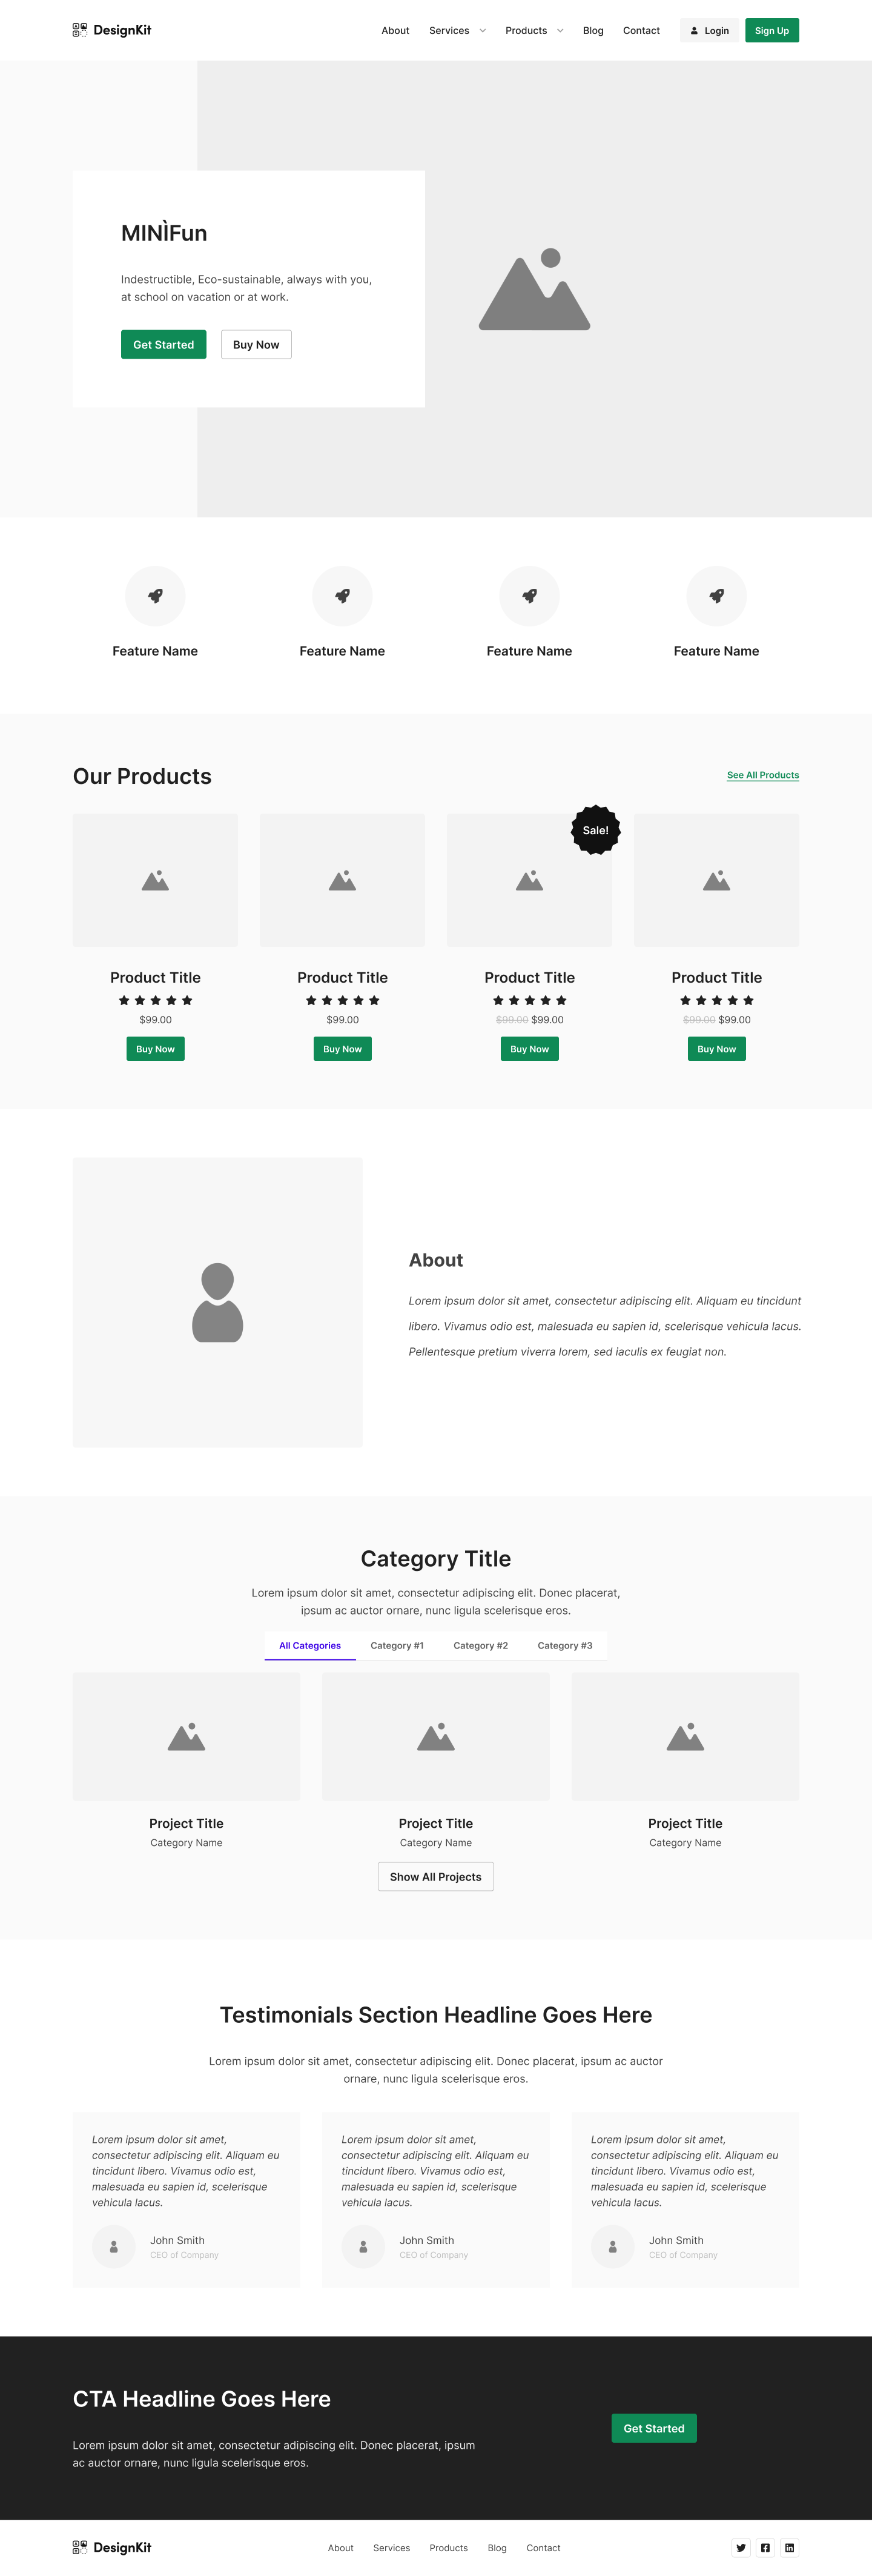 DesignKit
About
Services
Products
Blog
Contact
Login
Sign Up
MINÌFun
Indestructible, Eco-sustainable, always with you,
at school on vacation or at work.
Get Started
Buy Now
Feature Name
Feature Name
Feature Name
Feature Name
Our Products
See All Products
Sale!
Product Title
$99.00
Buy Now
Product Title
$99.00
Buy Now
Product Title
$99.00 $99.00
Buy Now
Product Title
$99.00 $99.00
Buy Now
About
Lorem ipsum dolor sit amet, consectetur adipiscing elit. Aliquam eu tincidunt
libero. Vivamus odio est, malesuada eu sapien id, scelerisque vehicula lacus.
Pellentesque pretium viverra lorem, sed iaculis ex feugiat non.
Category Title
Lorem ipsum dolor sit amet, consectetur adipiscing elit. Donec placerat,
ipsum ac auctor ornare, nunc ligula scelerisque eros.
All Categories
Category #1
Category #2
Category #3
Project Title
Category Name
Project Title
Category Name
Project Title
Category Name
Show All Projects
Testimonials Section Headline Goes Here
Lorem ipsum dolor sit amet, consectetur adipiscing elit. Donec placerat, ipsum ac auctor
ornare, nunc ligula scelerisque eros.
Lorem ipsum dolor sit amet,
consectetur adipiscing elit. Aliquam eu
tincidunt libero. Vivamus odio est,
malesuada eu sapien id, scelerisque
vehicula lacus.
John Smith
CEO of Company
Lorem ipsum dolor sit amet,
consectetur adipiscing elit. Aliquam eu
tincidunt libero. Vivamus odio est,
malesuada eu sapien id, scelerisque
vehicula lacus.
John Smith
CEO of Company
Lorem ipsum dolor sit amet,
consectetur adipiscing elit. Aliquam eu
tincidunt libero. Vivamus odio est,
malesuada eu sapien id, scelerisque
vehicula lacus.
John Smith
CEO of Company
CTA Headline Goes Here
Lorem ipsum dolor sit amet, consectetur adipiscing elit. Donec placerat, ipsum
ac auctor ornare, nunc ligula scelerisque eros.
Get Started
DesignKit
About
Services
Products
Blog
Contact